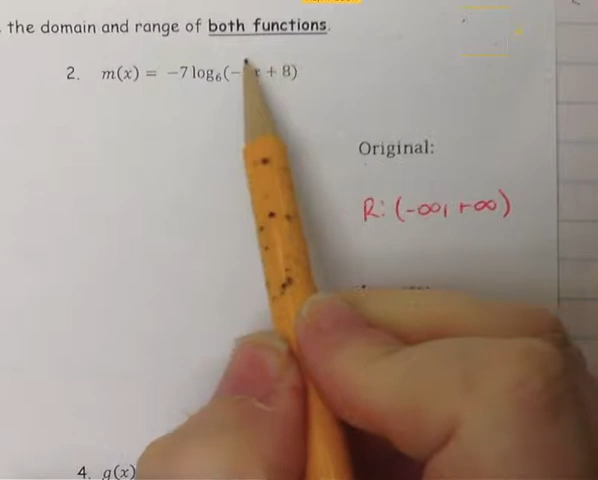 the domain and range of both functions.
2. m(x) = −7 log₆(− x + 8)
Original:
R: (-∞, +∞)
4. g(x)